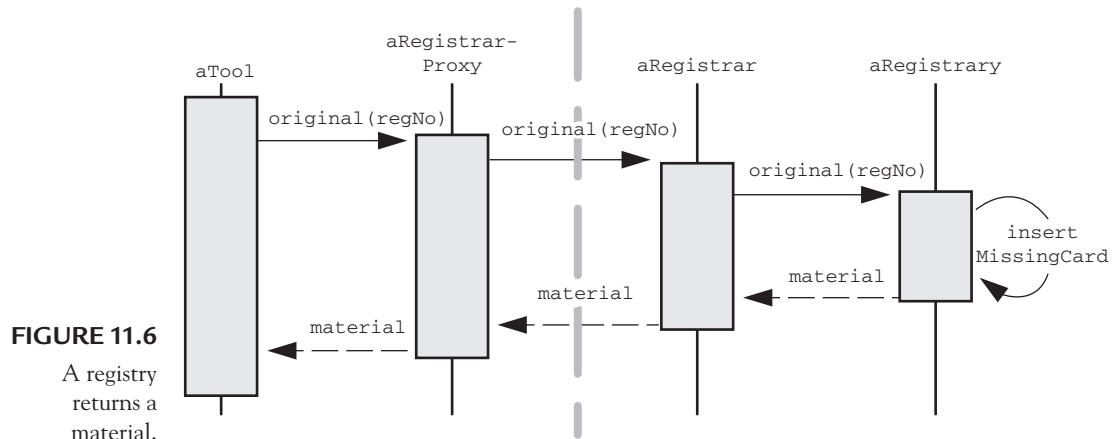 aTool
aRegistrar-
Proxy
aRegistrar
aRegistrary
original(regNo)
original(regNo)
original(regNo)
insert
MissingCard
material
material
material
FIGURE 11.6
A registry
returns a
material.